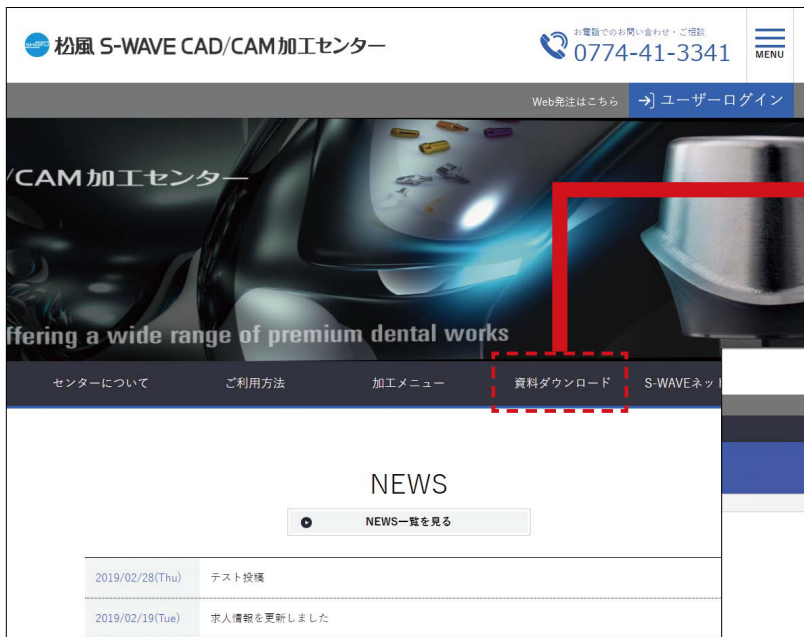 SHOFU 松風 S-WAVE CAD/CAM加工センター
お電話でのお問い合わせ・ご相談
0774-41-3341
MENU
Web発注はこちら
ユーザーログイン
/CAM加工センター
ffering a wide range of premium dental works
センターについて
ご利用方法
加工メニュー
資料ダウンロード
S-WAVEネット
NEWS
NEWS一覧を見る
2019/02/28(Thu) テスト投稿
2019/02/19(Tue) 求人情報を更新しました